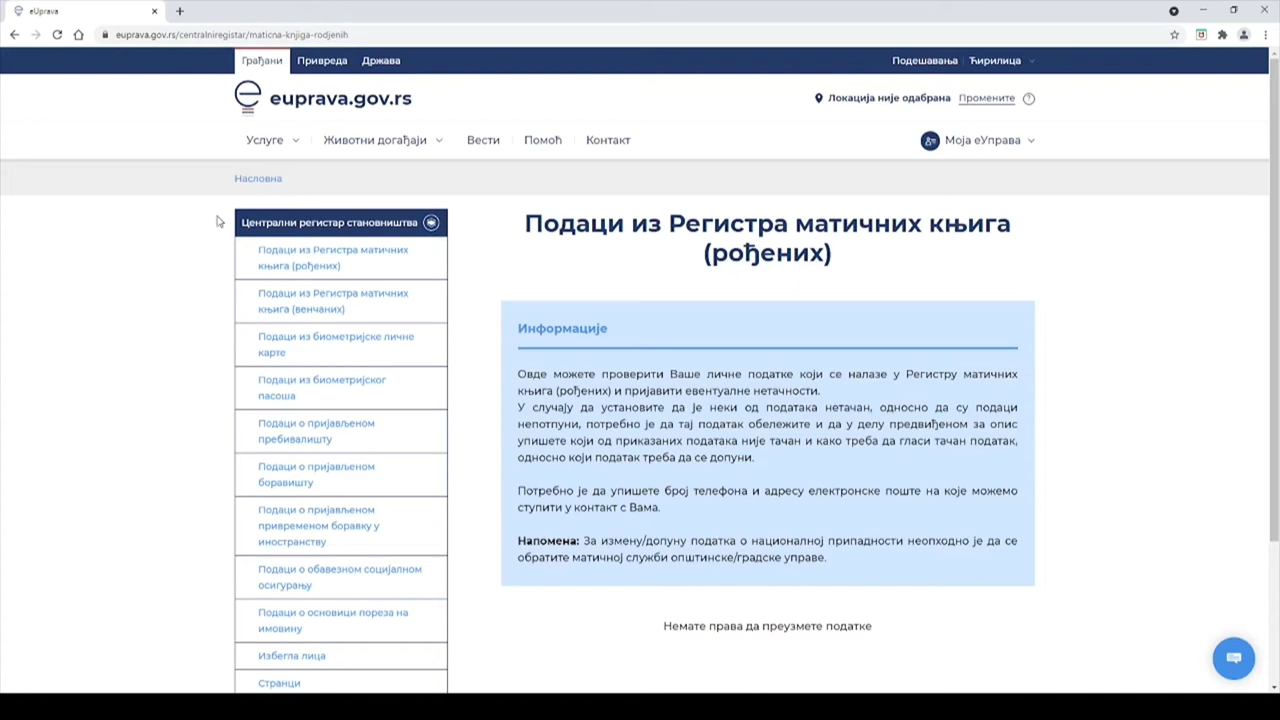 eUprava
euprava.gov.rs/centralniregistar/maticna-knjiga-rodjenih
Грађани Привреда Држава Подешавања Ћирилица
euprava.gov.rs Локација није одабрана Промените ?
Услуге Животни догађаји Вести Помоћ Контакт Моја еУправа
Насловна
Централни регистар становништва
Подаци из Регистра матичних
књига (рођених)
Подаци из Регистра матичних
књига (венчаних)
Подаци из биометријске личне
карте
Подаци из биометријског
пасоша
Подаци о пријављеном
пребивалишту
Подаци о пријављеном
боравишту
Подаци о пријављеном
привременом боравку у
иностранству
Подаци о обавезном социјалном
осигурању
Подаци о основици пореза на
имовину
Избегла лица
Странци
Подаци из Регистра матичних књига
(рођених)
Информације
Овде можете проверити Ваше личне податке који се налазе у Регистру матичних
књига (рођених) и пријавити евентуалне нетачности.
У случају да установите да је неки од података нетачан, односно да су подаци
непотпуни, потребно је да тај податак обележите и да у делу предвиђеном за опис
упишете који од приказаних података није тачан и како треба да гласи тачан податак,
односно који податак треба да се допуни.
Потребно је да упишете број телефона и адресу електронске поште на које можемо
ступити у контакт с Вама.
Напомена: За измену/допуну податка о националној припадности неопходно је да се
обратите матичној служби општинске/градске управе.
Немате права да преузмете податке